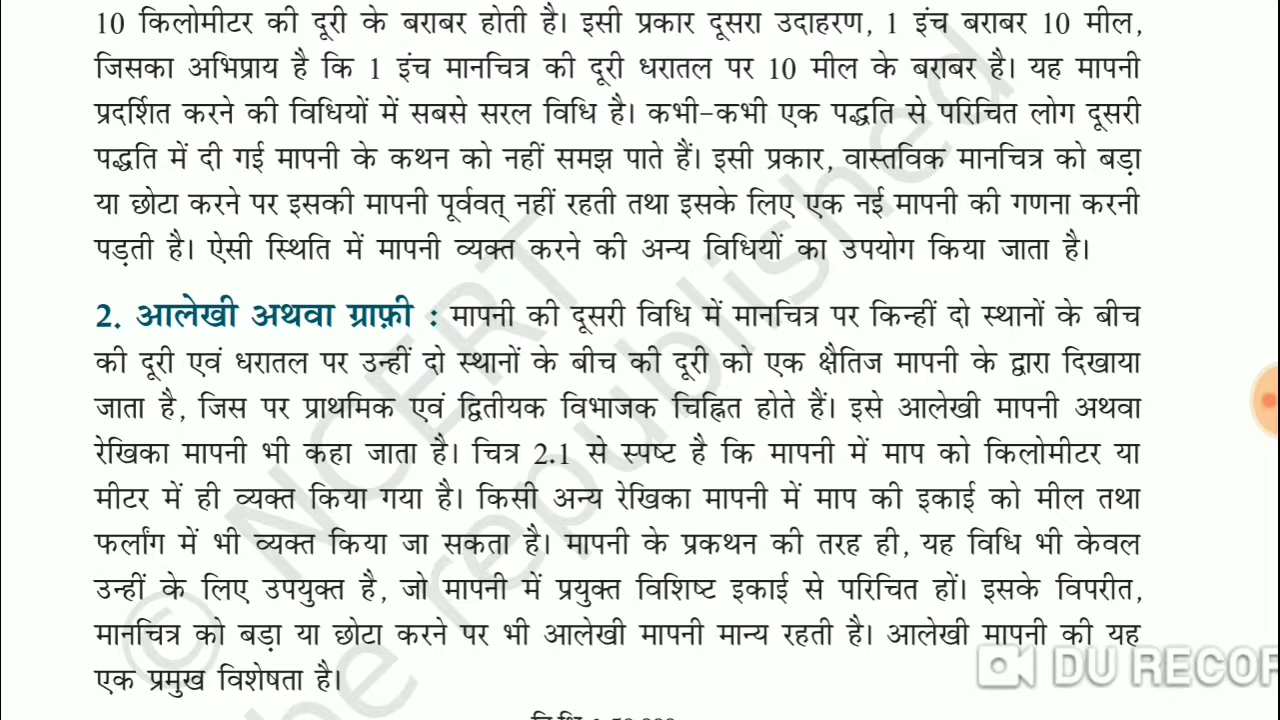 10 किलोमीटर की दूरी के बराबर होती है। इसी प्रकार दूसरा उदाहरण, 1 इंच बराबर 10 मील,
जिसका अभिप्राय है कि 1 इंच मानचित्र की दूरी धरातल पर 10 मील के बराबर है। यह मापनी
प्रदर्शित करने की विधियों में सबसे सरल विधि है। कभी-कभी एक पद्धति से परिचित लोग दूसरी
पद्धति में दी गई मापनी के कथन को नहीं समझ पाते हैं। इसी प्रकार, वास्तविक मानचित्र को बड़ा
या छोटा करने पर इसकी मापनी पूर्ववत् नहीं रहती तथा इसके लिए एक नई मापनी की गणना करनी
पड़ती है। ऐसी स्थिति में मापनी व्यक्त करने की अन्य विधियों का उपयोग किया जाता है।
2. आलेखी अथवा ग्राफ़ी : मापनी की दूसरी विधि में मानचित्र पर किन्हीं दो स्थानों के बीच
की दूरी एवं धरातल पर उन्हीं दो स्थानों के बीच की दूरी को एक क्षैतिज मापनी के द्वारा दिखाया
जाता है, जिस पर प्राथमिक एवं द्वितीयक विभाजक चिह्नित होते हैं। इसे आलेखी मापनी अथवा
रेखिका मापनी भी कहा जाता है। चित्र 2.1 से स्पष्ट है कि मापनी में माप को किलोमीटर या
मीटर में ही व्यक्त किया गया है। किसी अन्य रेखिका मापनी में माप की इकाई को मील तथा
फर्लांग में भी व्यक्त किया जा सकता है। मापनी के प्रकथन की तरह ही, यह विधि भी केवल
उन्हीं के लिए उपयुक्त है, जो मापनी में प्रयुक्त विशिष्ट इकाई से परिचित हों। इसके विपरीत,
मानचित्र को बड़ा या छोटा करने पर भी आलेखी मापनी मान्य रहती है। आलेखी मापनी की यह
एक प्रमुख विशेषता है।
© NCERT
be republished
DU RECOR